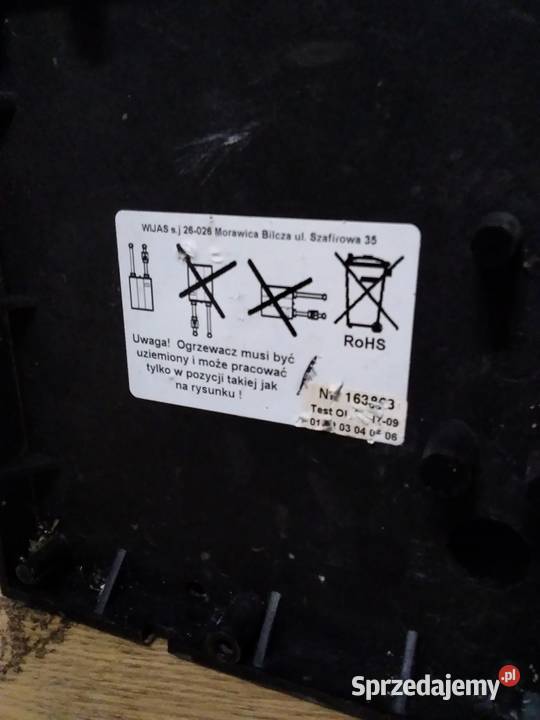 WIJAS s.j 26-026 Morawica Bilcza ul. Szafirowa 35
RoHS
Uwaga! Ogrzewacz musi być
uziemiony i może pracować
tylko w pozycji takiej jak
na rysunku !
Test
03 04 06
Sprzedajemy.pl